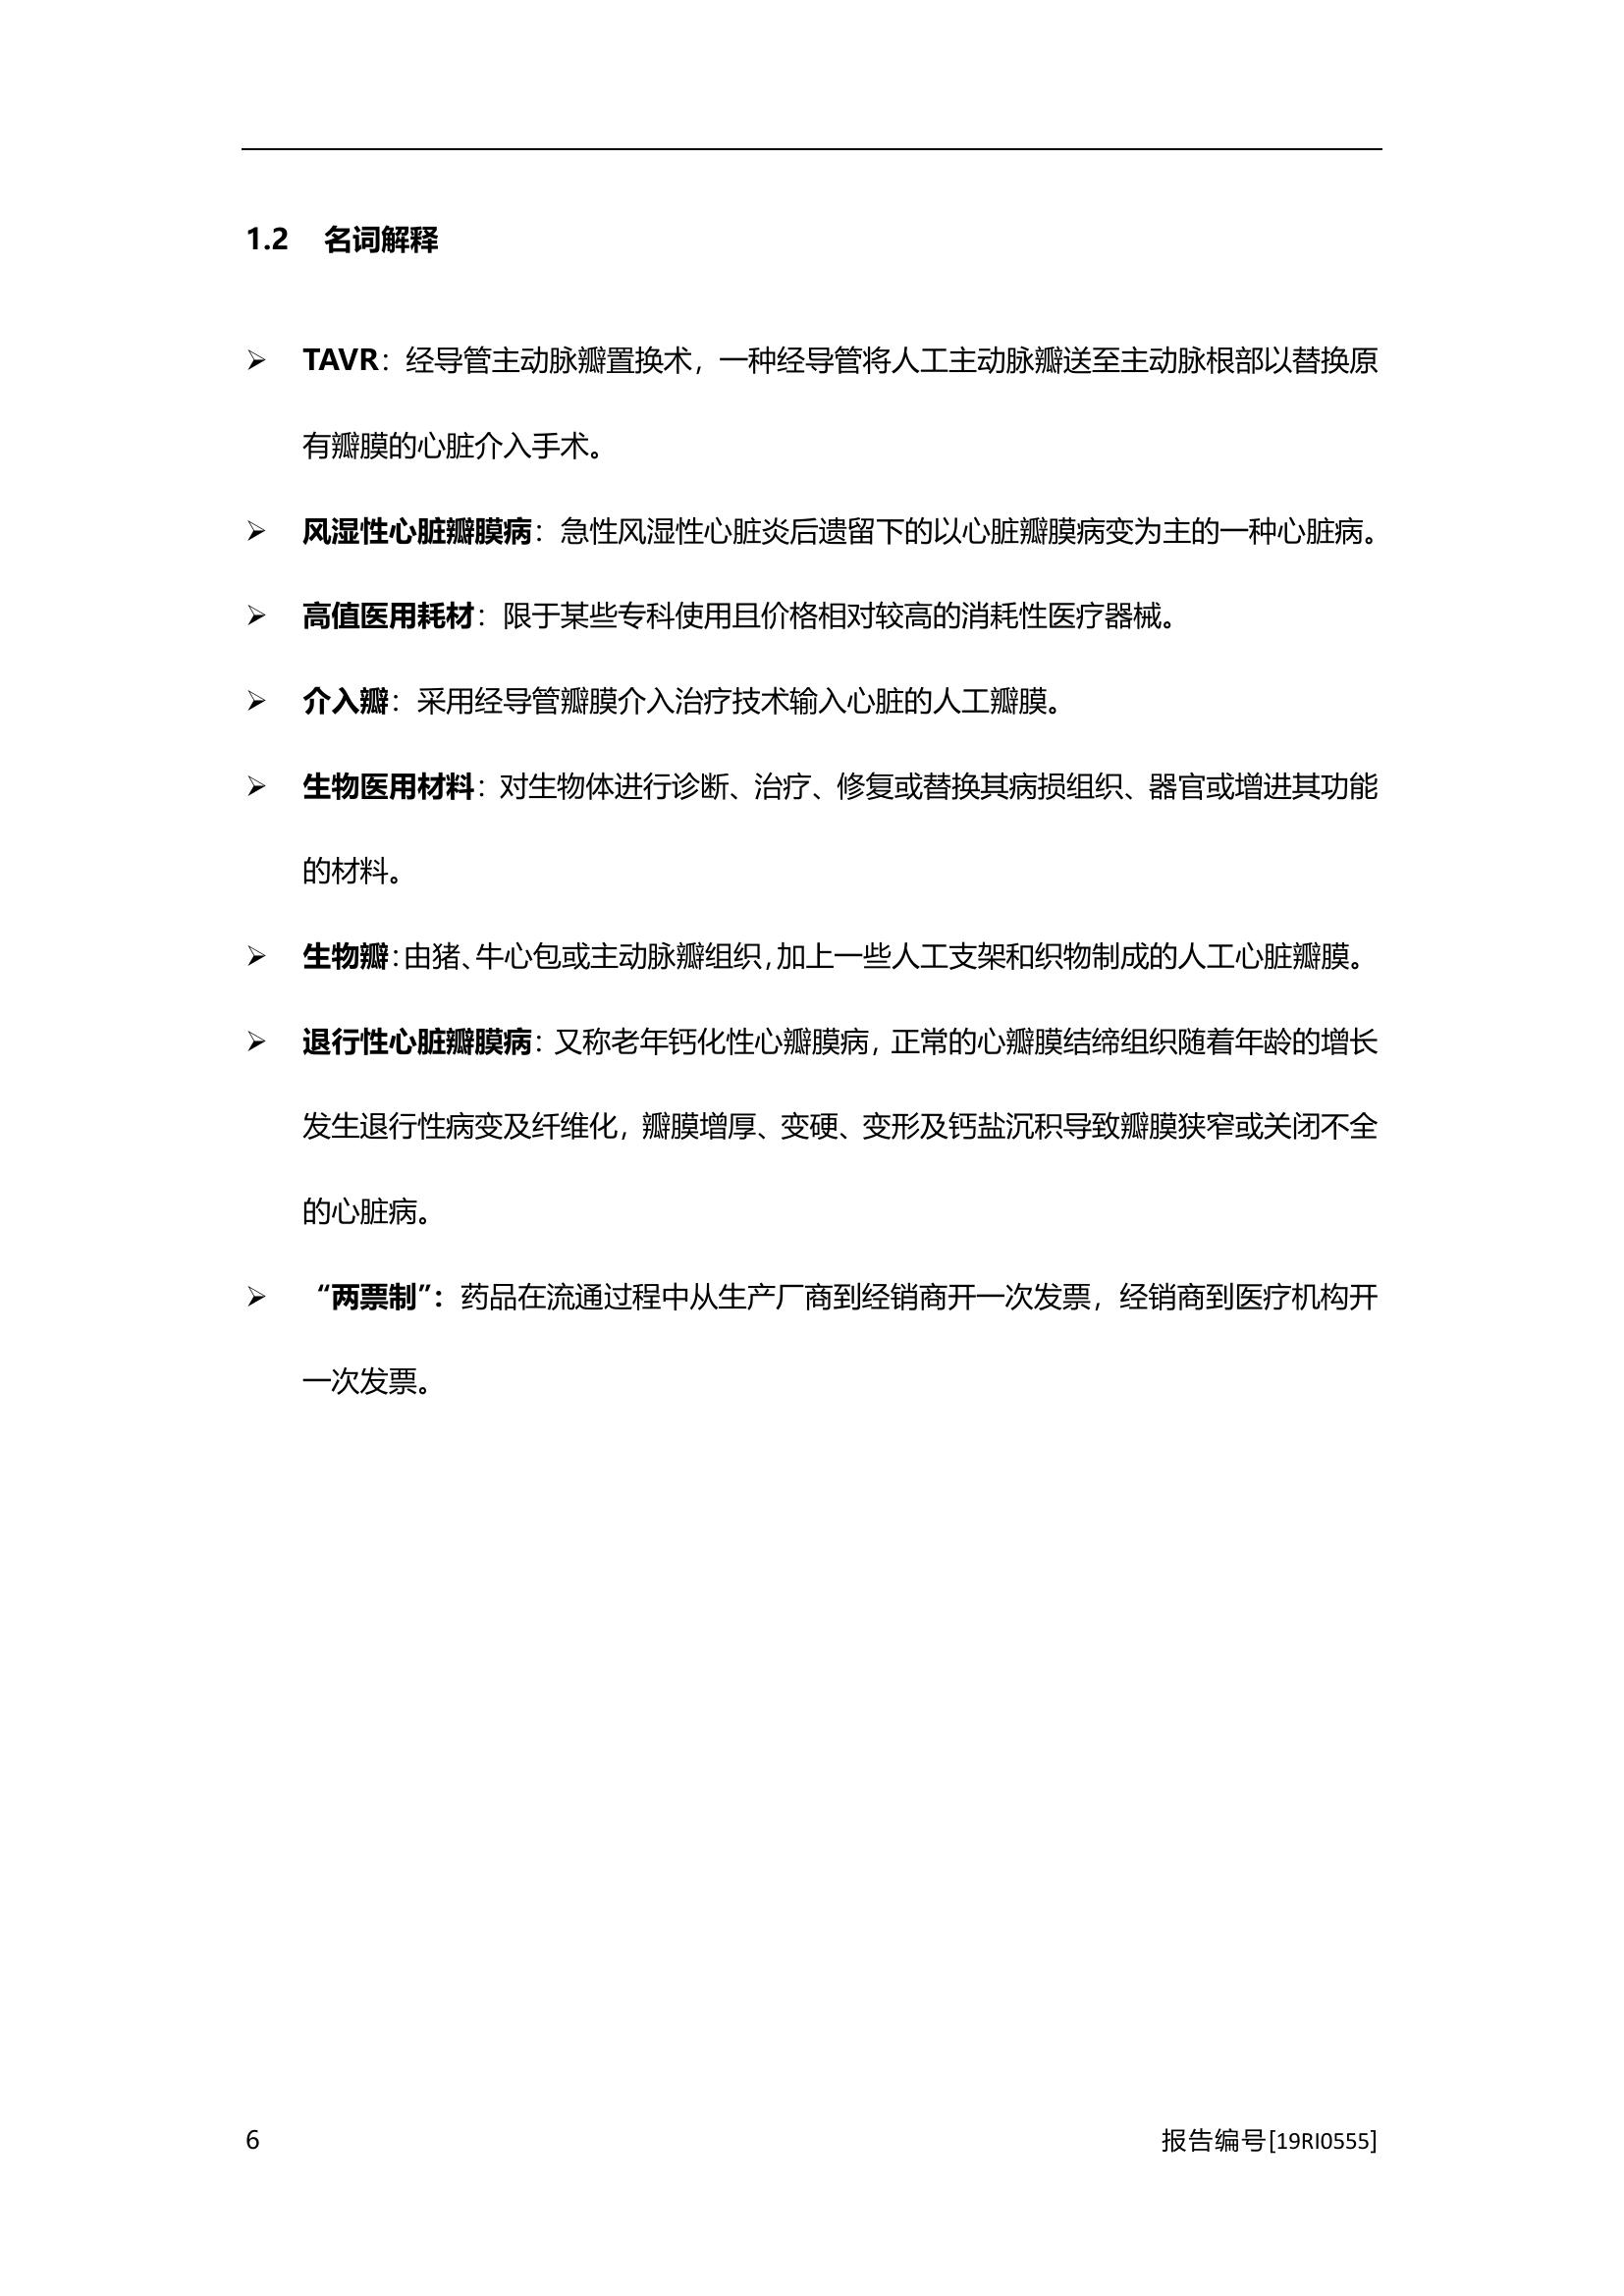 1.2 名词解释
➢ TAVR：经导管主动脉瓣置换术，一种经导管将人工主动脉瓣送至主动脉根部以替换原
有瓣膜的心脏介入手术。
➢ 风湿性心脏瓣膜病：急性风湿性心脏炎后遗留下的以心脏瓣膜病变为主的一种心脏病。
➢ 高值医用耗材：限于某些专科使用且价格相对较高的消耗性医疗器械。
➢ 介入瓣：采用经导管瓣膜介入治疗技术输入心脏的人工瓣膜。
➢ 生物医用材料：对生物体进行诊断、治疗、修复或替换其病损组织、器官或增进其功能
的材料。
➢ 生物瓣：由猪、牛心包或主动脉瓣组织，加上一些人工支架和织物制成的人工心脏瓣膜。
➢ 退行性心脏瓣膜病：又称老年钙化性心瓣膜病，正常的心瓣膜结缔组织随着年龄的增长
发生退行性病变及纤维化，瓣膜增厚、变硬、变形及钙盐沉积导致瓣膜狭窄或关闭不全
的心脏病。
➢ “两票制”：药品在流通过程中从生产厂商到经销商开一次发票，经销商到医疗机构开
一次发票。
6 报告编号[19RI0555]